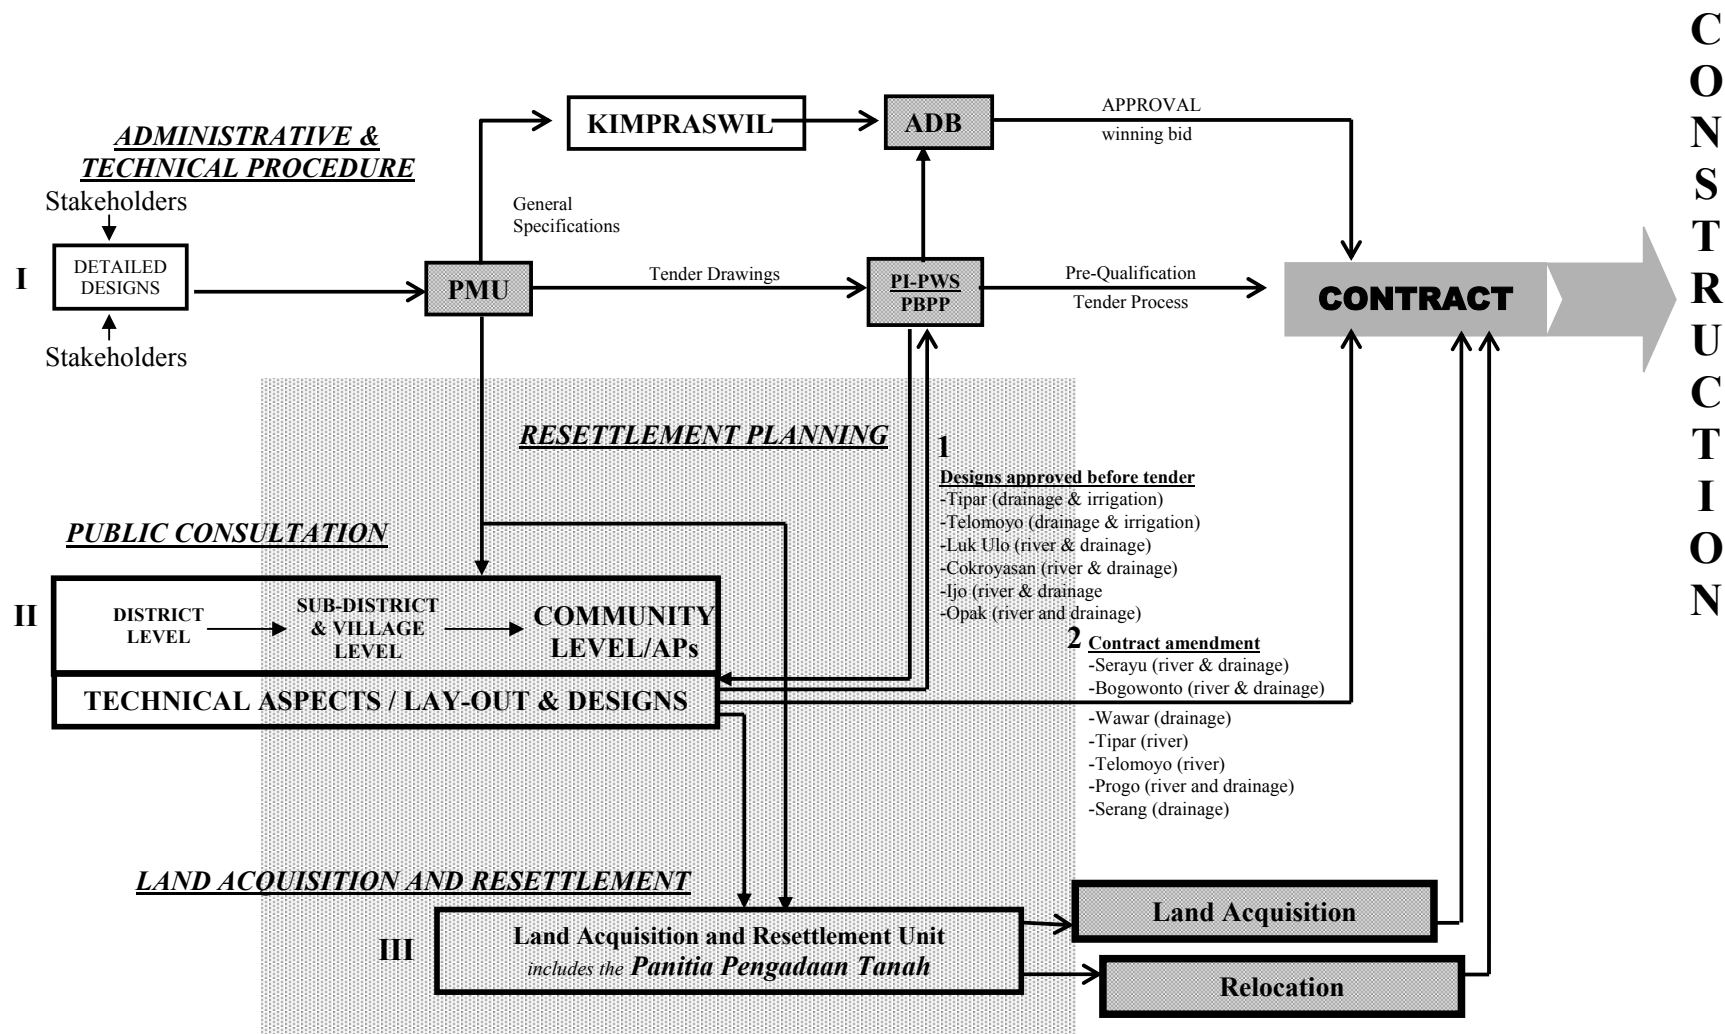 ADMINISTRATIVE &
TECHNICAL PROCEDURE
Stakeholders
I
DETAILED
DESIGNS
Stakeholders
General
Specifications
PMU
KIMPRASWIL
ADB
APPROVAL
winning bid
Tender Drawings
PI-PWS
PBPP
Pre-Qualification
Tender Process
CONTRACT
CONSTRUCTION
RESETTLEMENT PLANNING
1
Designs approved before tender
-Tipar (drainage & irrigation)
-Telomoyo (drainage & irrigation)
-Luk Ulo (river & drainage)
-Cokroyasan (river & drainage)
-Ijo (river & drainage
-Opak (river and drainage)
2 Contract amendment
-Serayu (river & drainage)
-Bogowonto (river & drainage)
-Wawar (drainage)
-Tipar (river)
-Telomoyo (river)
-Progo (river and drainage)
-Serang (drainage)
PUBLIC CONSULTATION
II
DISTRICT
LEVEL
SUB-DISTRICT
& VILLAGE
LEVEL
COMMUNITY
LEVEL/APs
TECHNICAL ASPECTS / LAY-OUT & DESIGNS
LAND ACQUISITION AND RESETTLEMENT
III
Land Acquisition and Resettlement Unit
includes the Panitia Pengadaan Tanah
Land Acquisition
Relocation